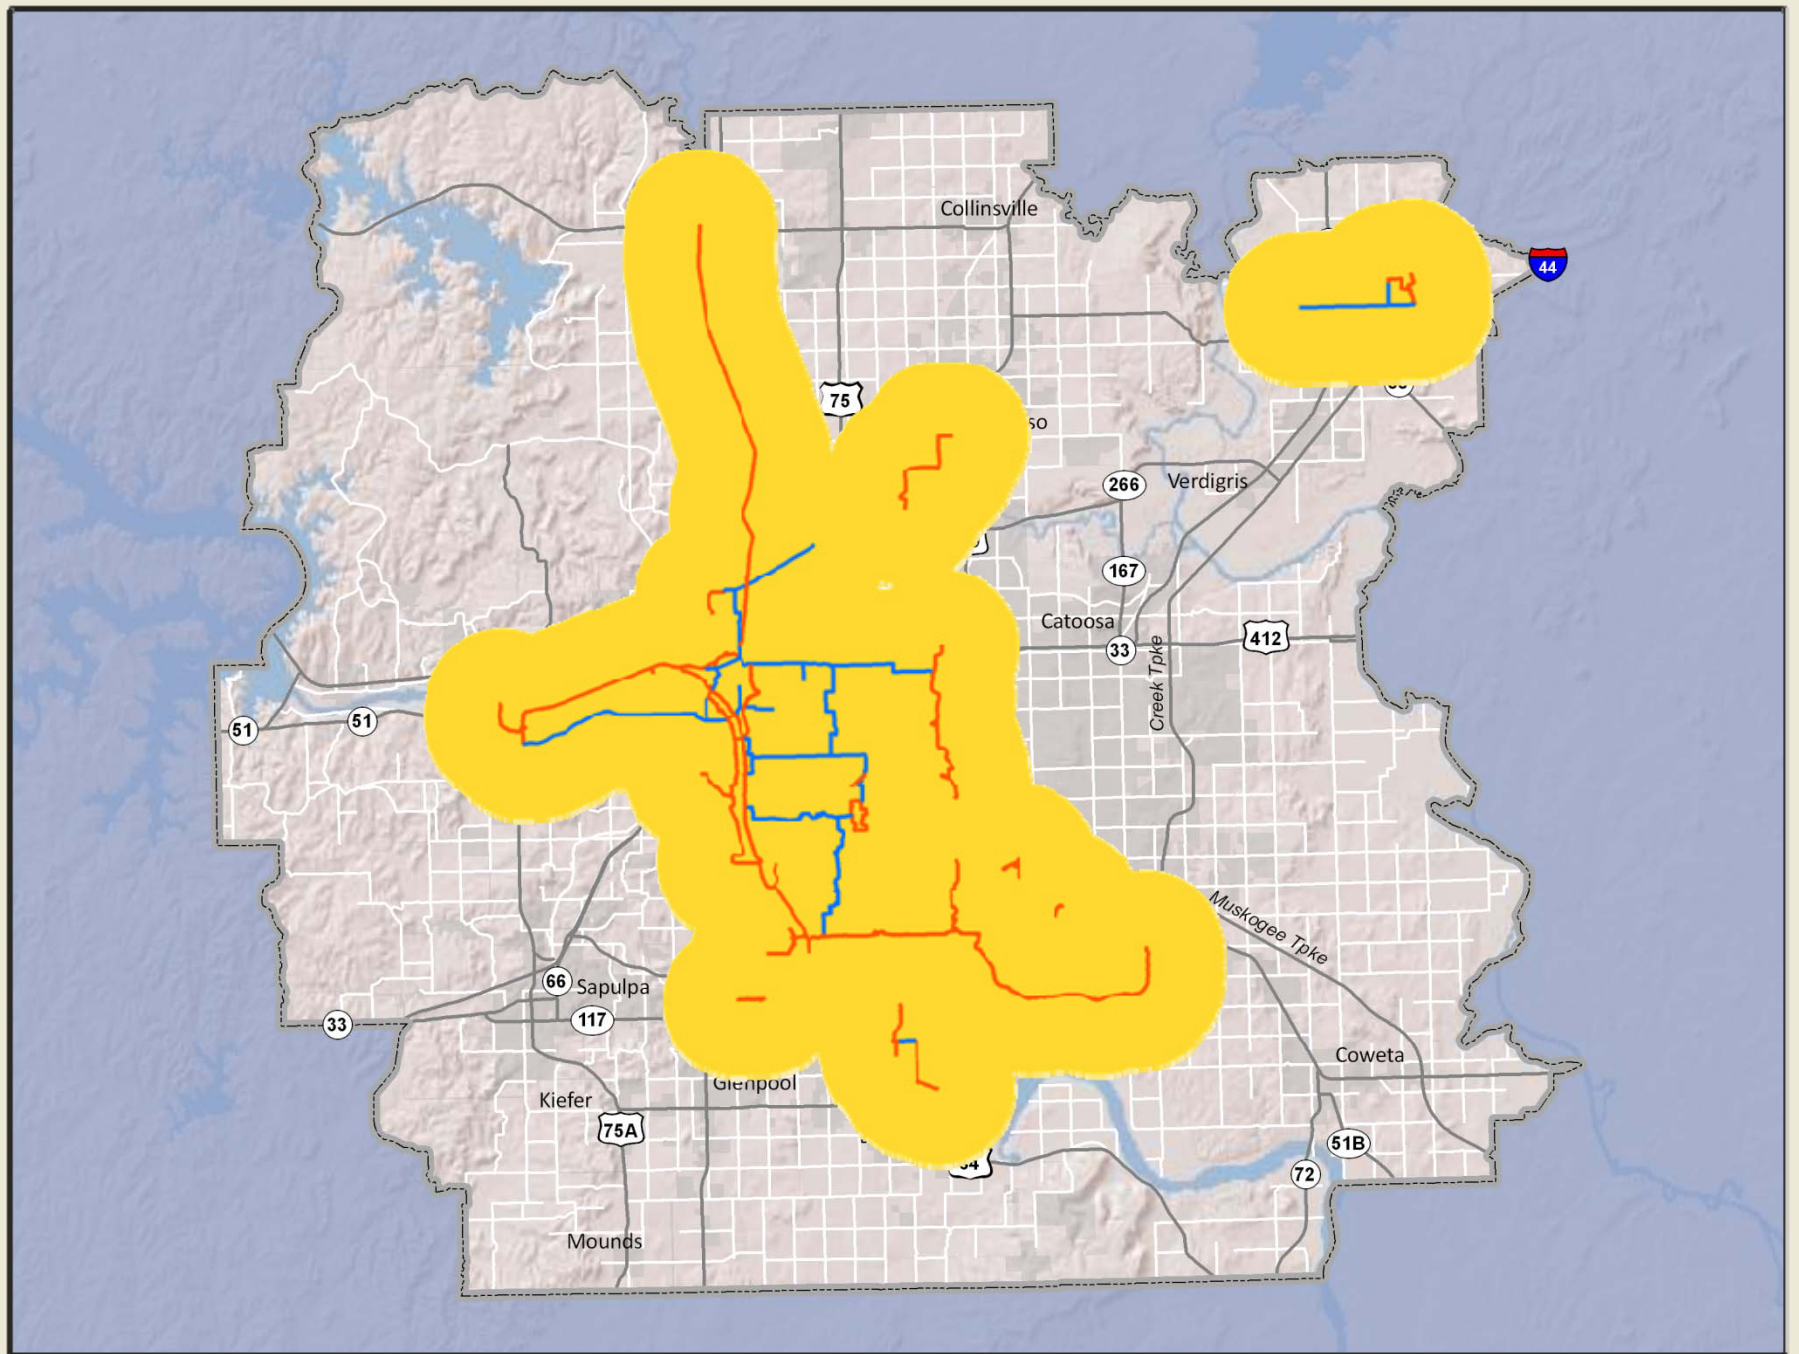 Collinsville
44
75
so
266
Verdigris
167
Catoosa
412
33
Creek Tpke
51
51
Muskogee Tpke
66
Sapulpa
33
117
Coweta
Glenpool
Kiefer
75A
51B
72
Mounds